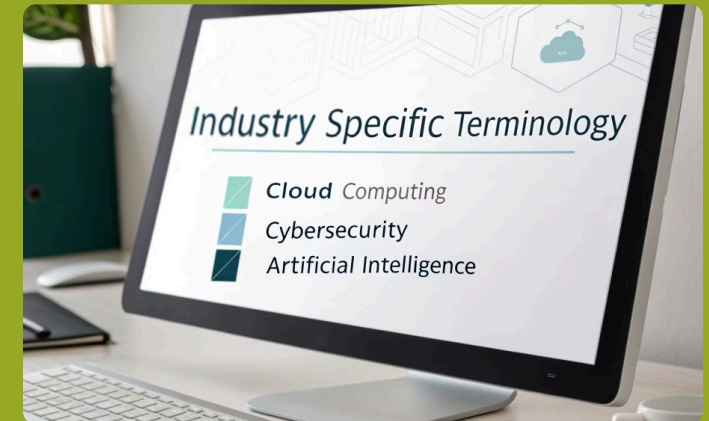 Industry Specific Terminology
Cloud Computing
Cybersecurity
Artificial Intelligence